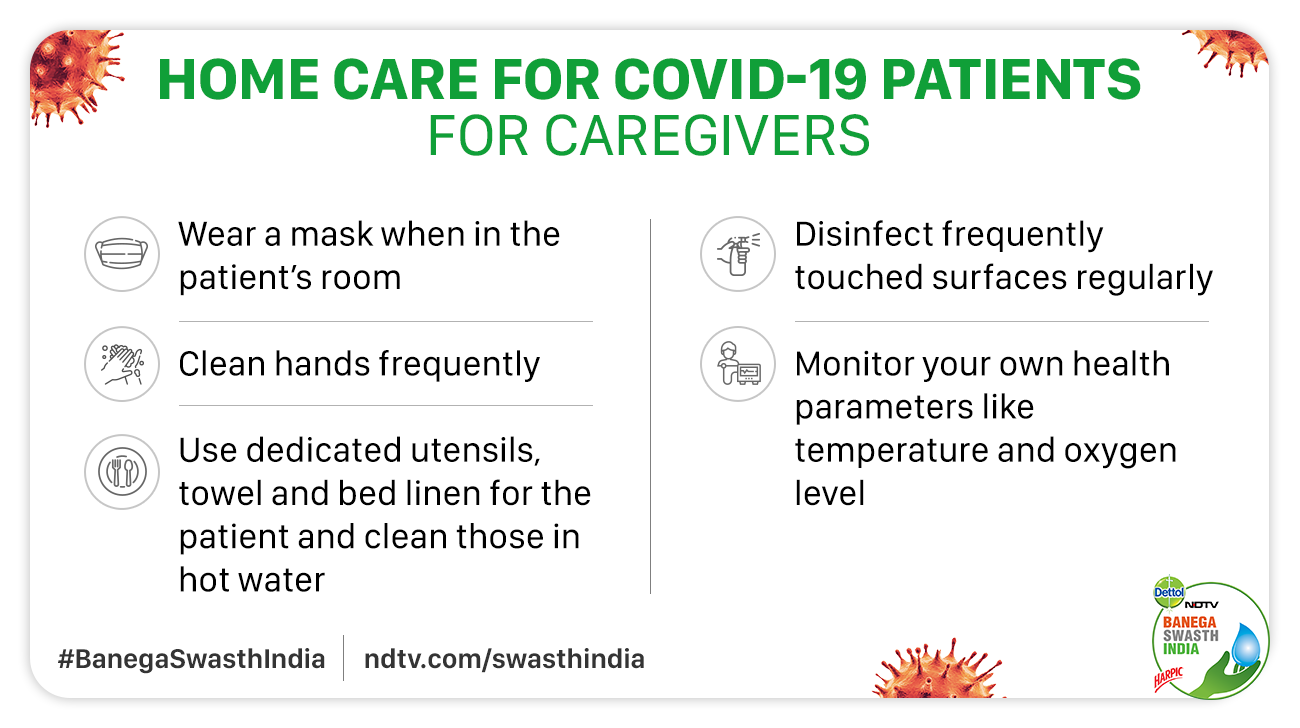 HOME CARE FOR COVID-19 PATIENTS
FOR CAREGIVERS
Wear a mask when in the
patient's room
Clean hands frequently
Use dedicated utensils,
towel and bed linen for the
patient and clean those in
hot water
Disinfect frequently
touched surfaces regularly
Monitor your own health
parameters like
temperature and oxygen
level
#BanegaSwasthIndia
ndtv.com/swasthindia
Dettol
NDTV
BANEGA
SWASTH
INDIA
HARPIC